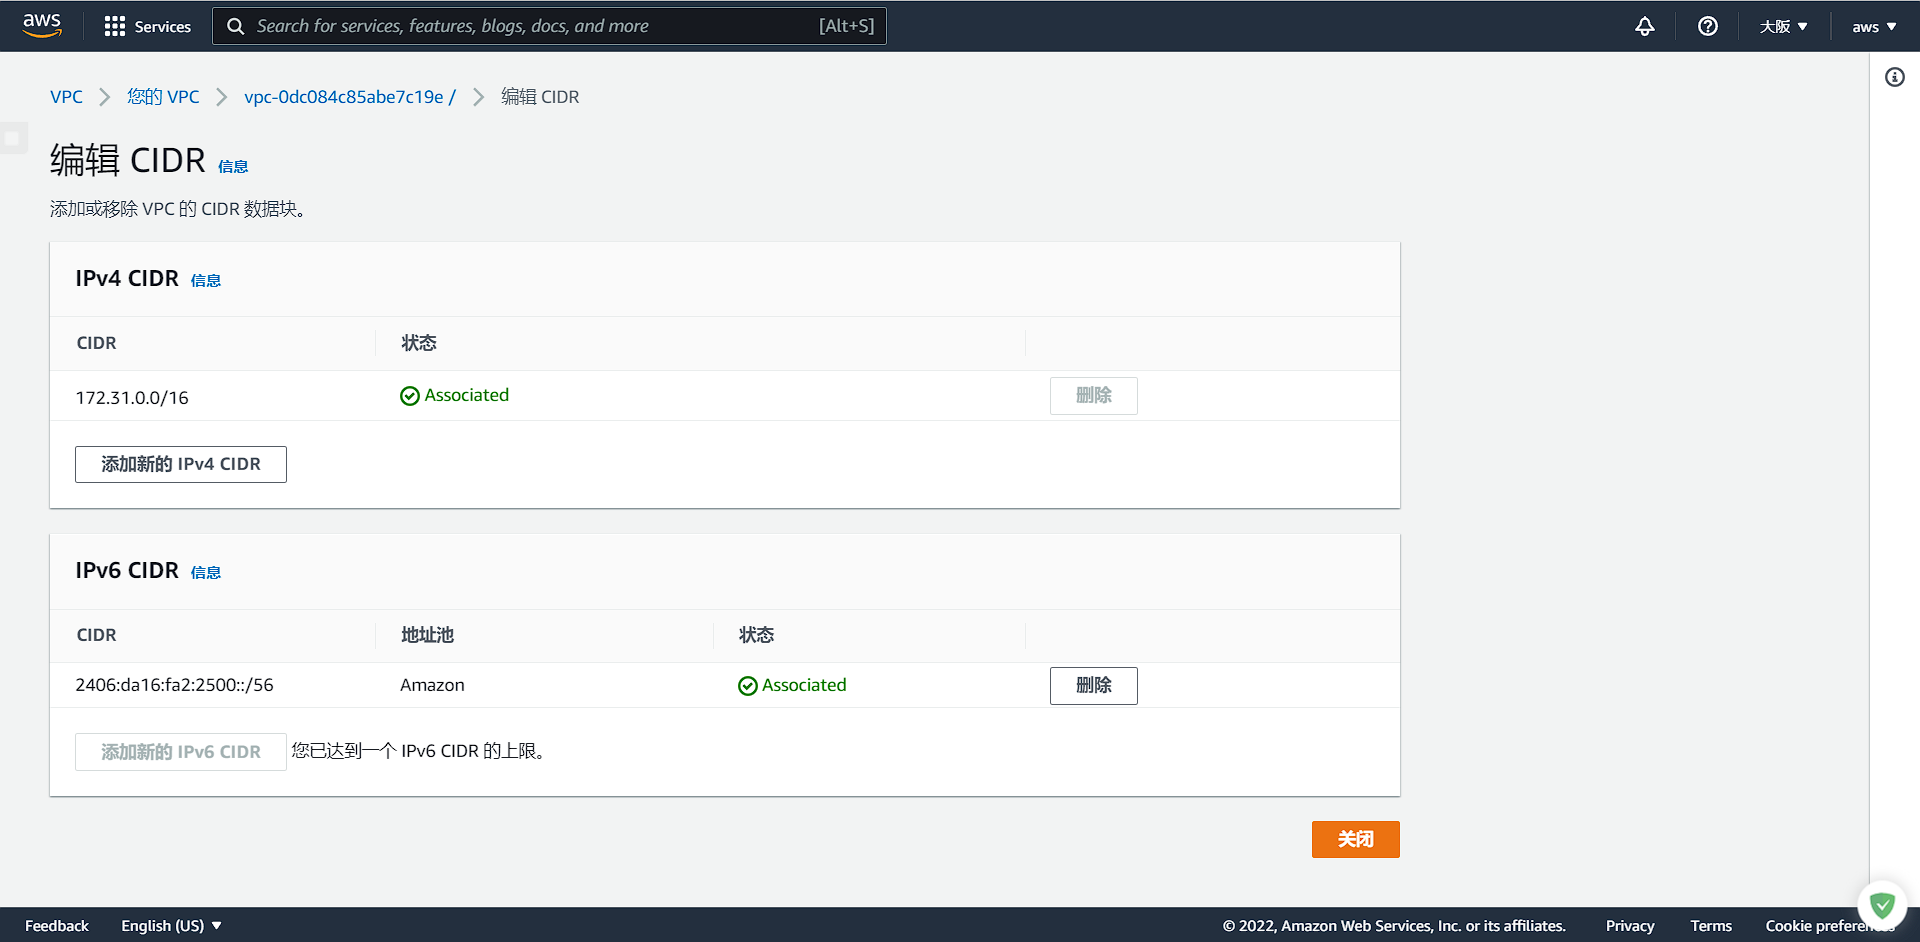 aws Services Search for services, features, blogs, docs, and more [Alt+S] 大阪 aws
VPC 您的 VPC vpc-0dc084c85abe7c19e / 编辑 CIDR
编辑 CIDR 信息
添加或移除 VPC 的 CIDR 数据块。
IPv4 CIDR 信息
CIDR 状态
172.31.0.0/16 Associated 删除
添加新的 IPv4 CIDR
IPv6 CIDR 信息
CIDR 地址池 状态
2406:da16:fa2:2500::/56 Amazon Associated 删除
添加新的 IPv6 CIDR 您已达到一个 IPv6 CIDR 的上限。
关闭
Feedback English (US) © 2022, Amazon Web Services, Inc. or its affiliates. Privacy Terms Cookie preferences